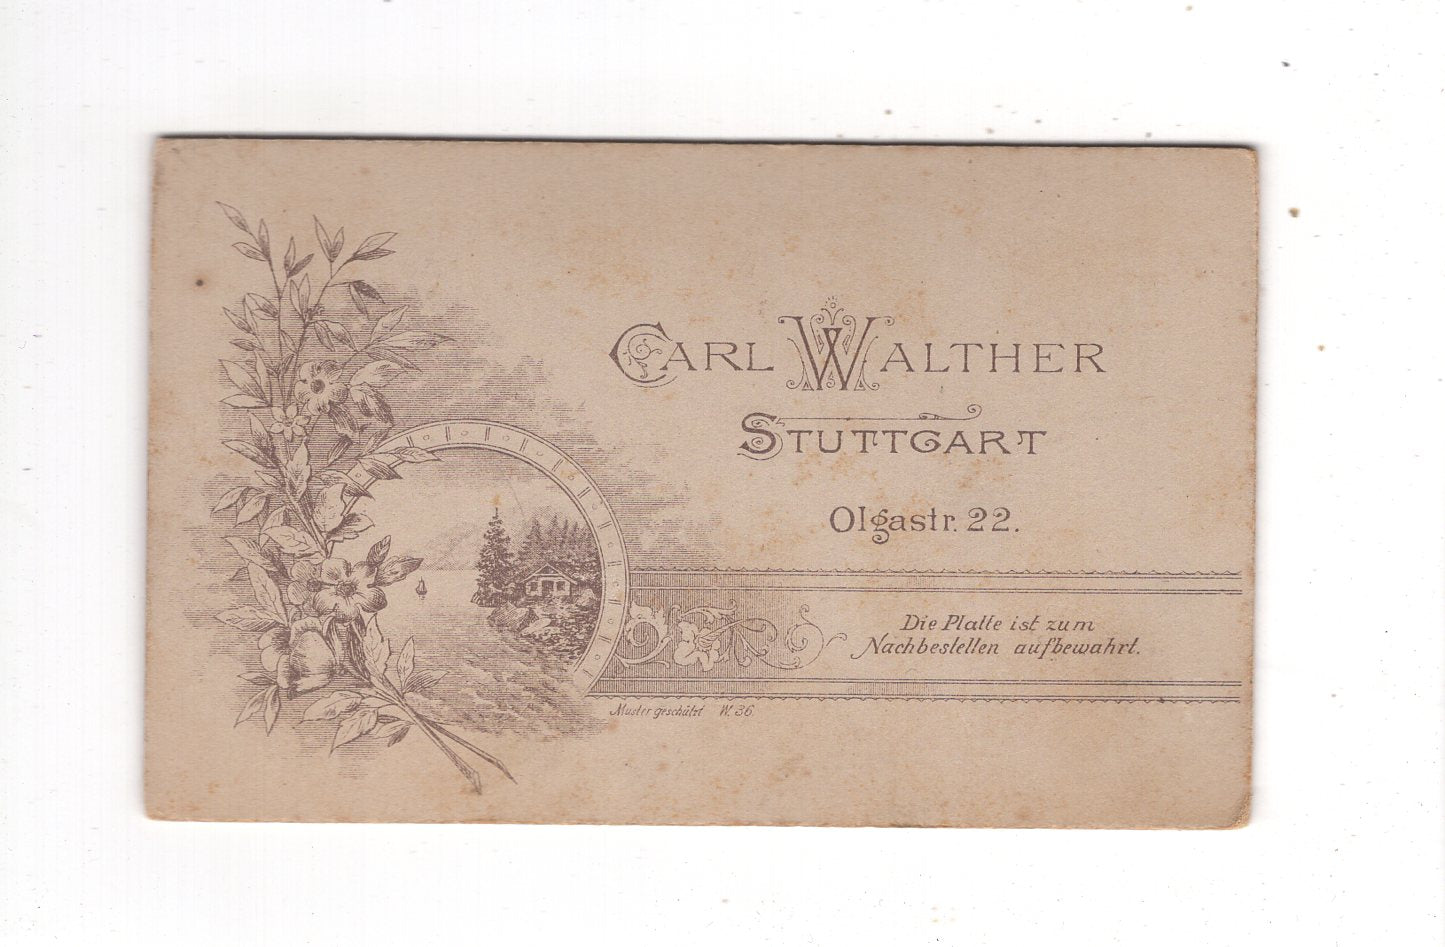 CARL WALTHER
STUTTGART
Olgastr. 22.
Die Platte ist zum
Nachbestellen aufbewahrt.
Muster geschützt W. 36.